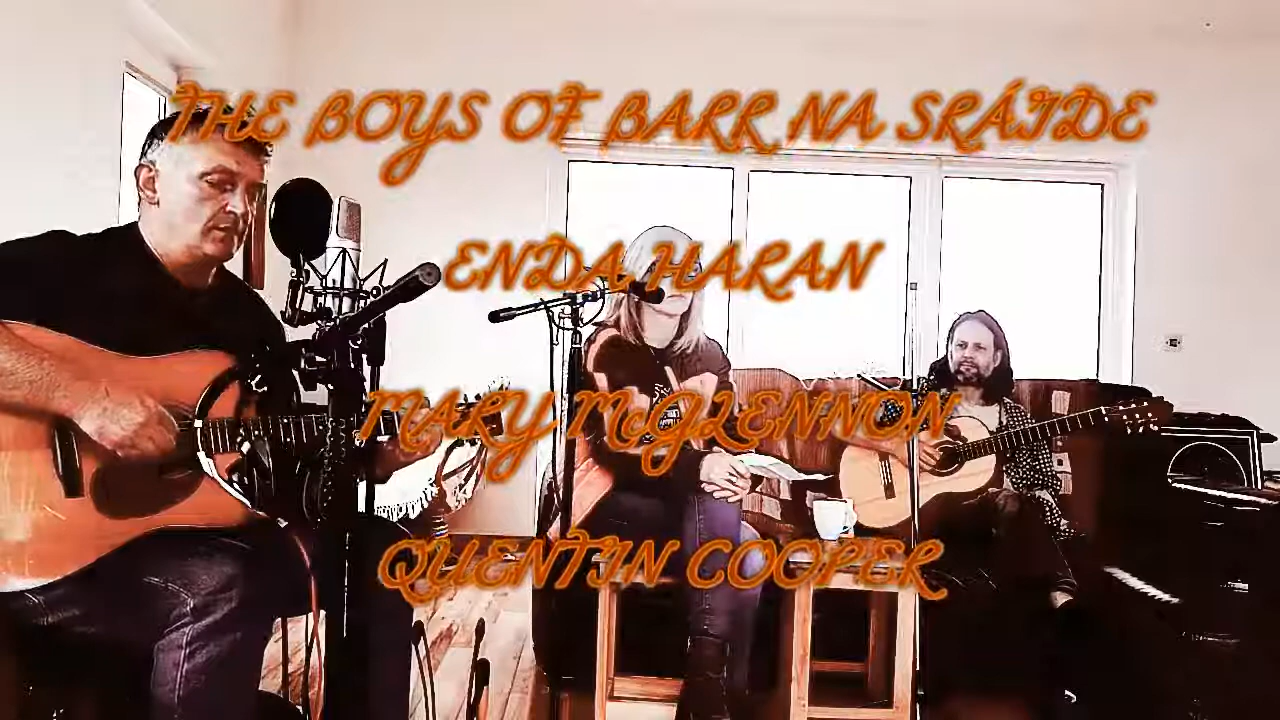 THE BOYS OF BARR NA SRÁIDE
ENDA HARAN
MARY McGLENNON
QUENTIN COOPER